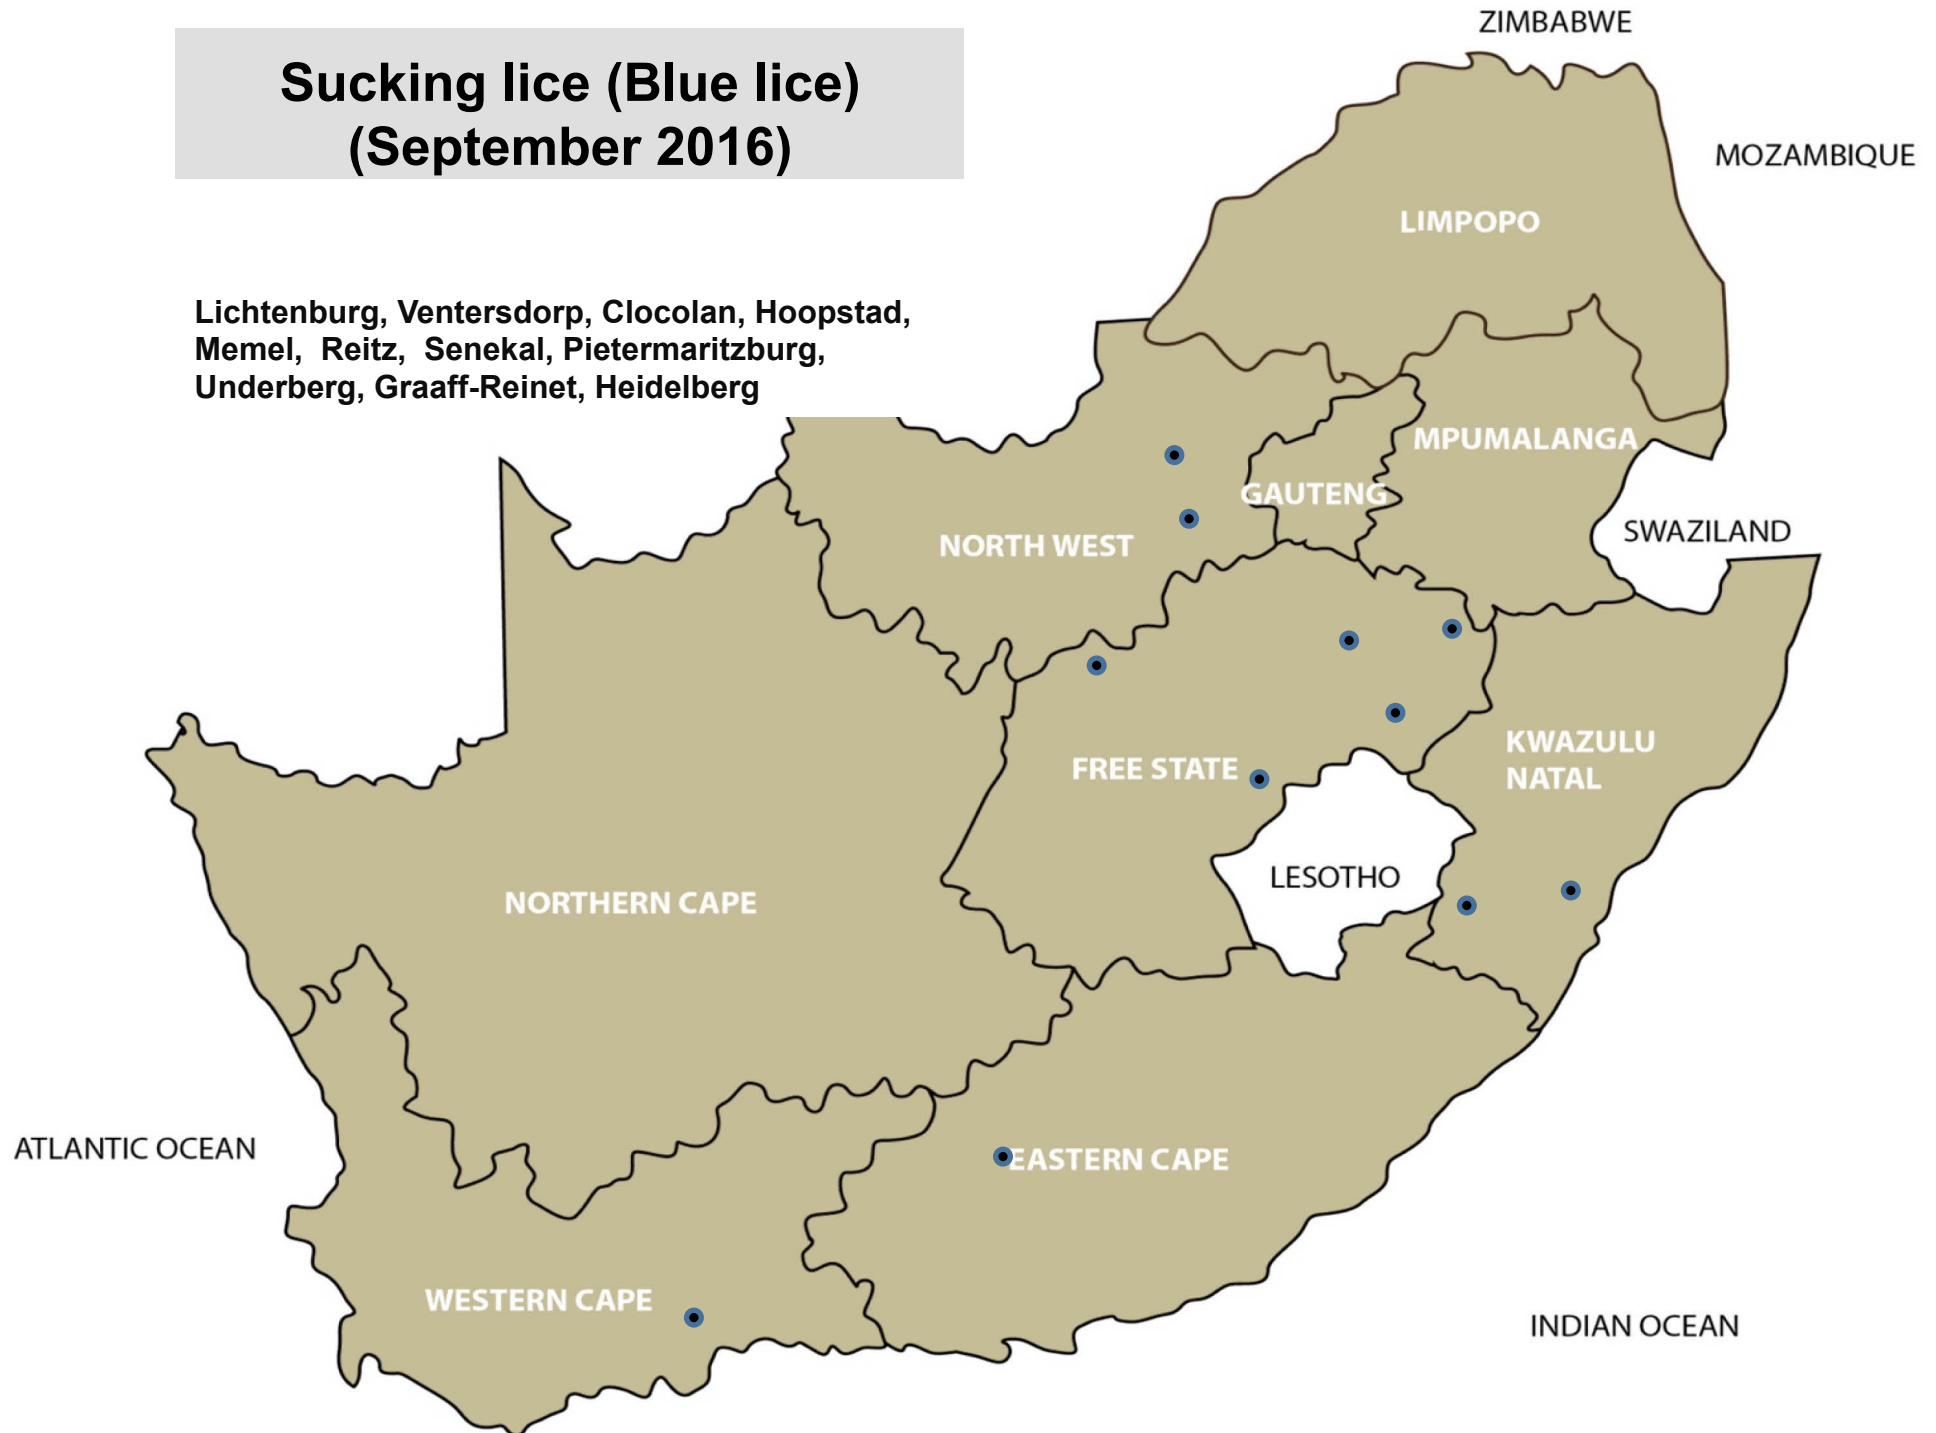 Sucking lice (Blue lice)
(September 2016)
Lichtenburg, Ventersdorp, Clocolan, Hoopstad,
Memel, Reitz, Senekal, Pietermaritzburg,
Underberg, Graaff-Reinet, Heidelberg
ZIMBABWE
MOZAMBIQUE
LIMPOPO
MPUMALANGA
GAUTENG
SWAZILAND
NORTH WEST
KWAZULU
NATAL
FREE STATE
LESOTHO
NORTHERN CAPE
ATLANTIC OCEAN
EASTERN CAPE
WESTERN CAPE
INDIAN OCEAN